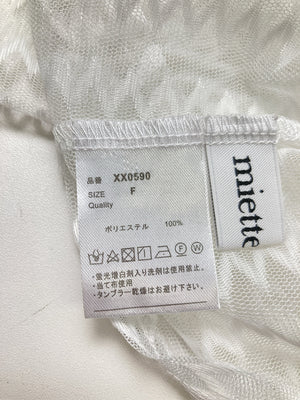 品番 XX0590
SIZE F
Quality
ポリエステル 100%
・蛍光増白剤入り洗剤は使用禁止。
・当て布使用
・タンブラー乾燥はお避け下さい。
miette